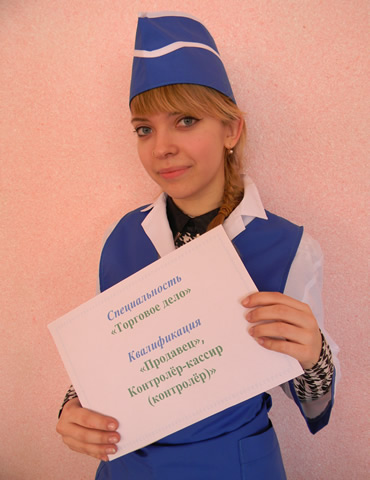 Специальность
«Торговое дело»
Квалификация
«Продавец»,
Контролёр-кассир
(контролёр)»